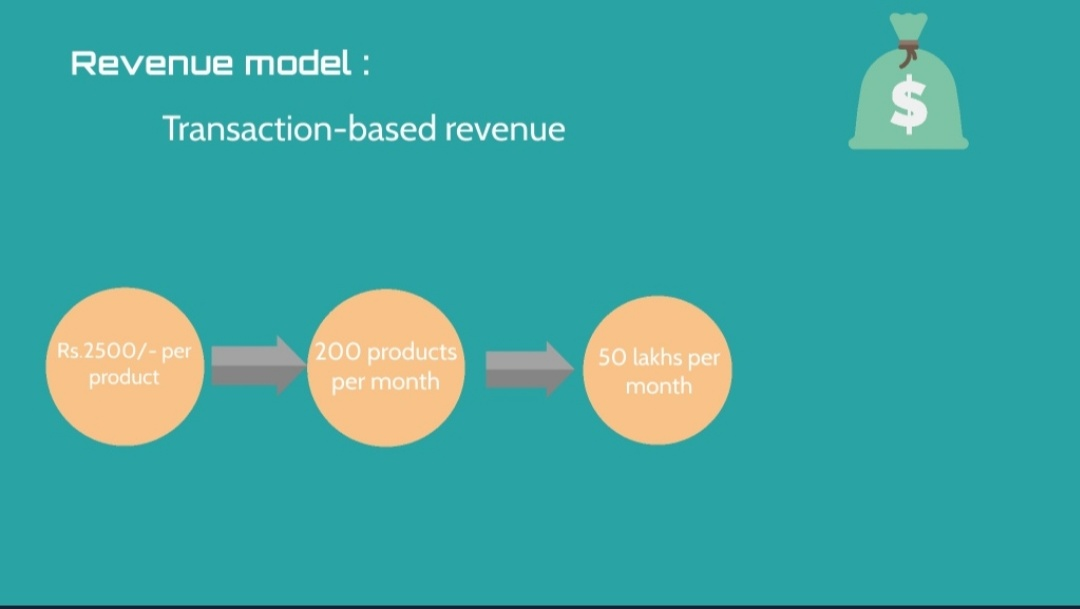 Revenue model :
Transaction-based revenue
$
Rs.2500/- per
product
200 products
per month
50 lakhs per
month